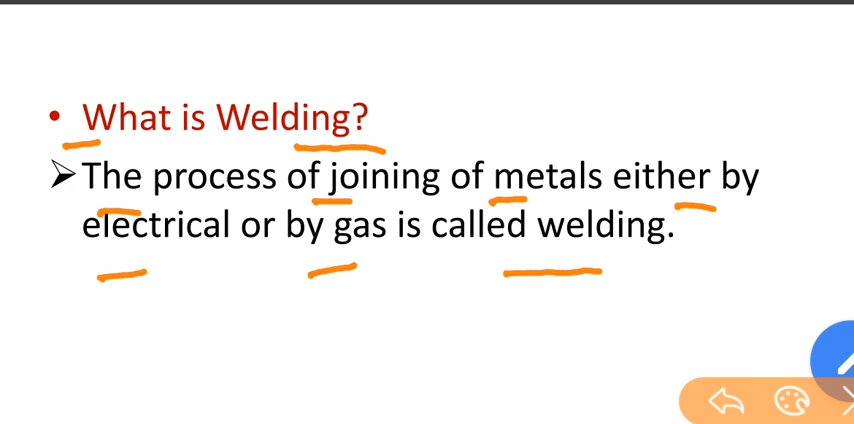 • What is Welding?
➢ The process of joining of metals either by
electrical or by gas is called welding.